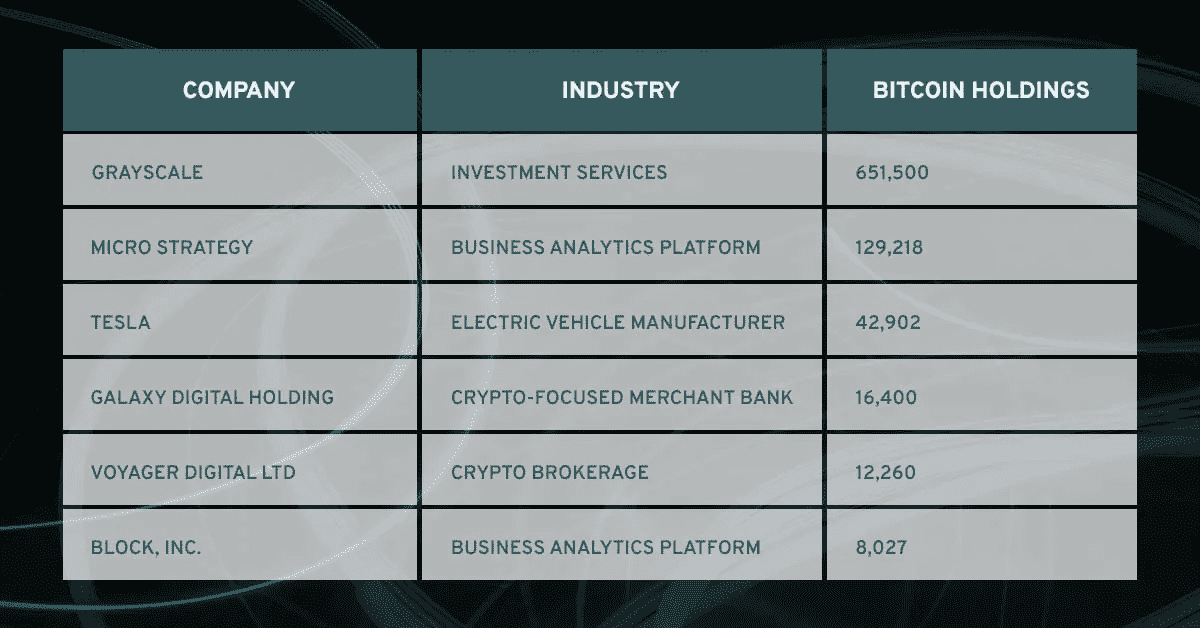 COMPANY INDUSTRY BITCOIN HOLDINGS
GRAYSCALE INVESTMENT SERVICES 651,500
MICRO STRATEGY BUSINESS ANALYTICS PLATFORM 129,218
TESLA ELECTRIC VEHICLE MANUFACTURER 42,902
GALAXY DIGITAL HOLDING CRYPTO-FOCUSED MERCHANT BANK 16,400
VOYAGER DIGITAL LTD CRYPTO BROKERAGE 12,260
BLOCK, INC. BUSINESS ANALYTICS PLATFORM 8,027